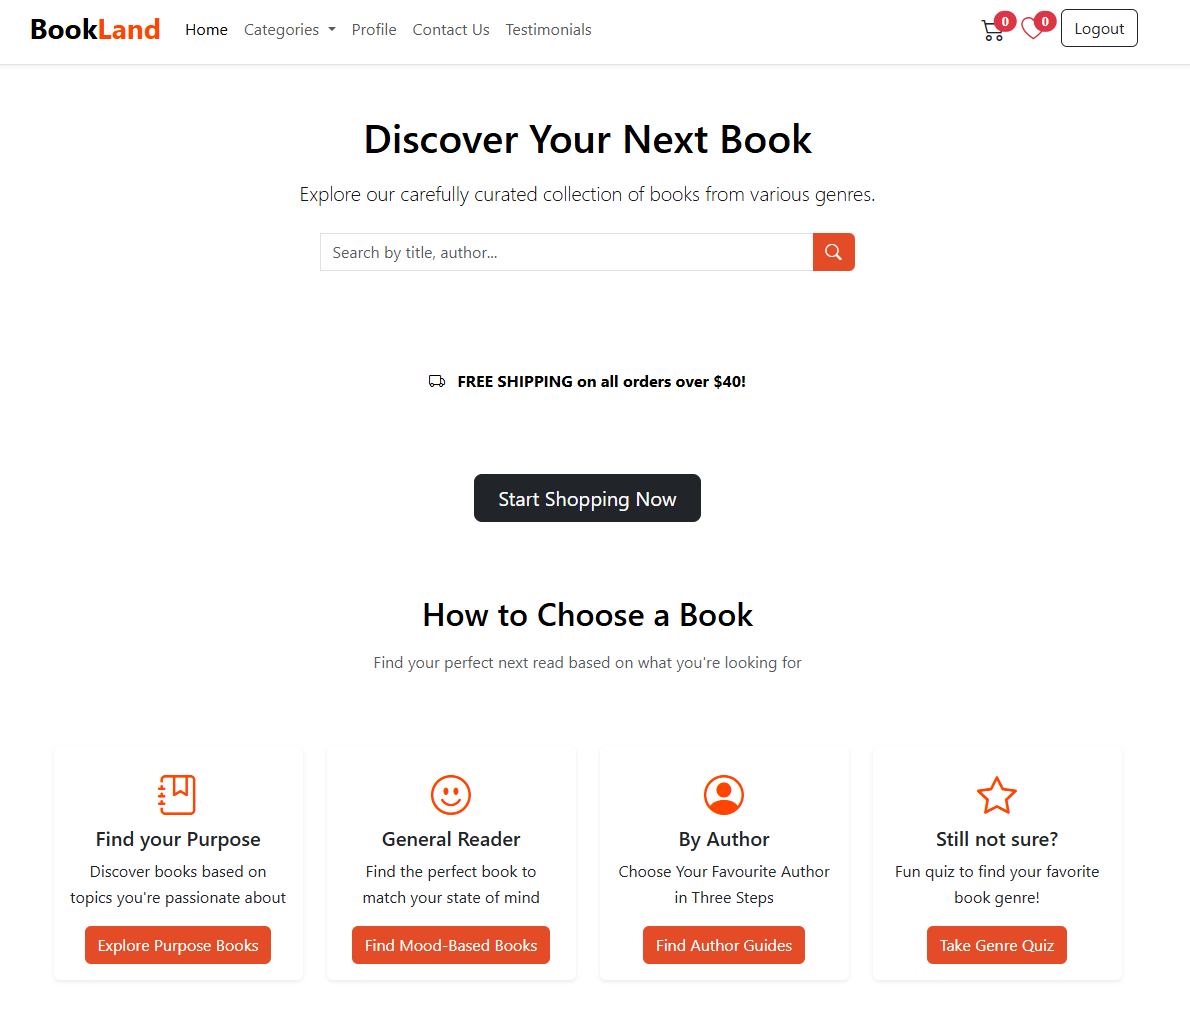 BookLand Home Categories Profile Contact Us Testimonials 0 0 Logout
Discover Your Next Book
Explore our carefully curated collection of books from various genres.
Search by title, author...
FREE SHIPPING on all orders over $40!
Start Shopping Now
How to Choose a Book
Find your perfect next read based on what you're looking for
Find your Purpose
Discover books based on
topics you're passionate about
Explore Purpose Books
General Reader
Find the perfect book to
match your state of mind
Find Mood-Based Books
By Author
Choose Your Favourite Author
in Three Steps
Find Author Guides
Still not sure?
Fun quiz to find your favorite
book genre!
Take Genre Quiz